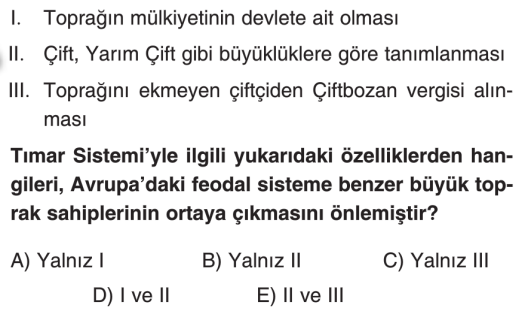 I. Toprağın mülkiyetinin devlete ait olması
II. Çift, Yarım Çift gibi büyüklüklere göre tanımlanması
III. Toprağını ekmeyen çiftçiden Çiftbozan vergisi alın-
ması
Tımar Sistemi’yle ilgili yukarıdaki özelliklerden han-
gileri, Avrupa’daki feodal sisteme benzer büyük top-
rak sahiplerinin ortaya çıkmasını önlemiştir?
A) Yalnız I B) Yalnız II C) Yalnız III
D) I ve II E) II ve III